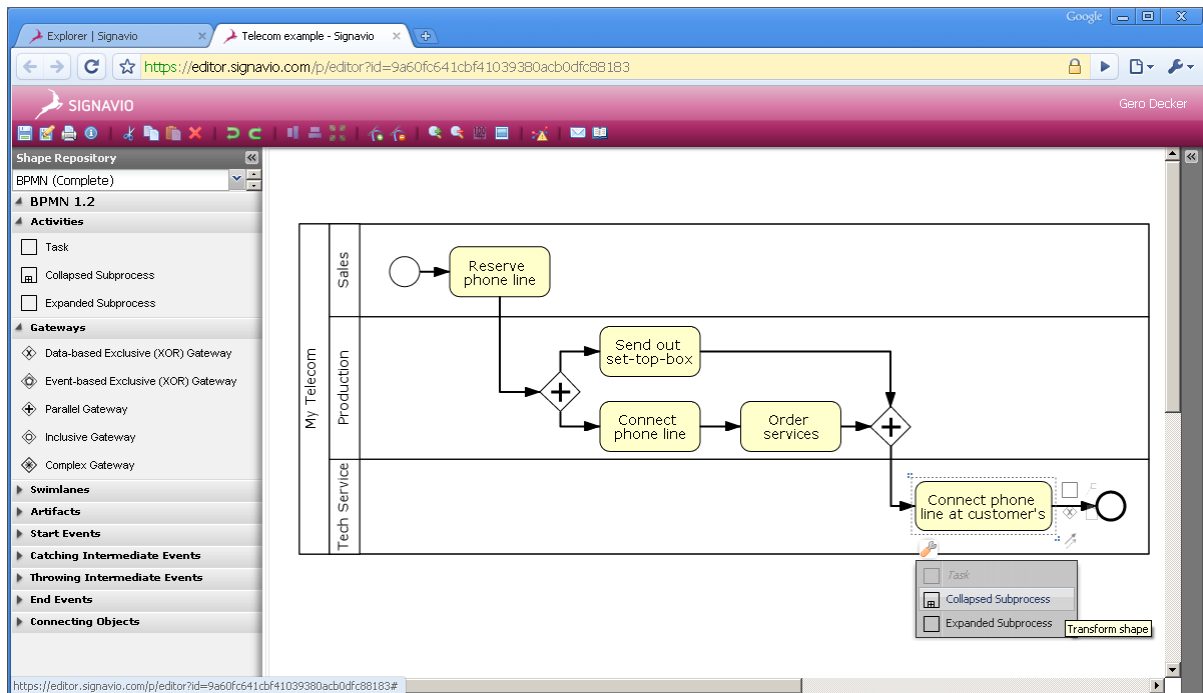 Google
Explorer | Signavio
Telecom example - Signavio
https://editor.signavio.com/p/editor?id=9a60fc641cbf41039380acb0dfc88183
SIGNAVIO
Gero Decker
Shape Repository
BPMN (Complete)
BPMN 1.2
Activities
Task
Collapsed Subprocess
Expanded Subprocess
Gateways
Data-based Exclusive (XOR) Gateway
Event-based Exclusive (XOR) Gateway
Parallel Gateway
Inclusive Gateway
Complex Gateway
Swimlanes
Artifacts
Start Events
Catching Intermediate Events
Throwing Intermediate Events
End Events
Connecting Objects
My Telecom
Sales
Reserve
phone line
Production
Send out
set-top-box
Connect
phone line
Order
services
Tech Service
Connect phone
line at customer's
Task
Collapsed Subprocess
Expanded Subprocess
Transform shape
https://editor.signavio.com/p/editor?id=9a60fc641cbf41039380acb0dfc88183#